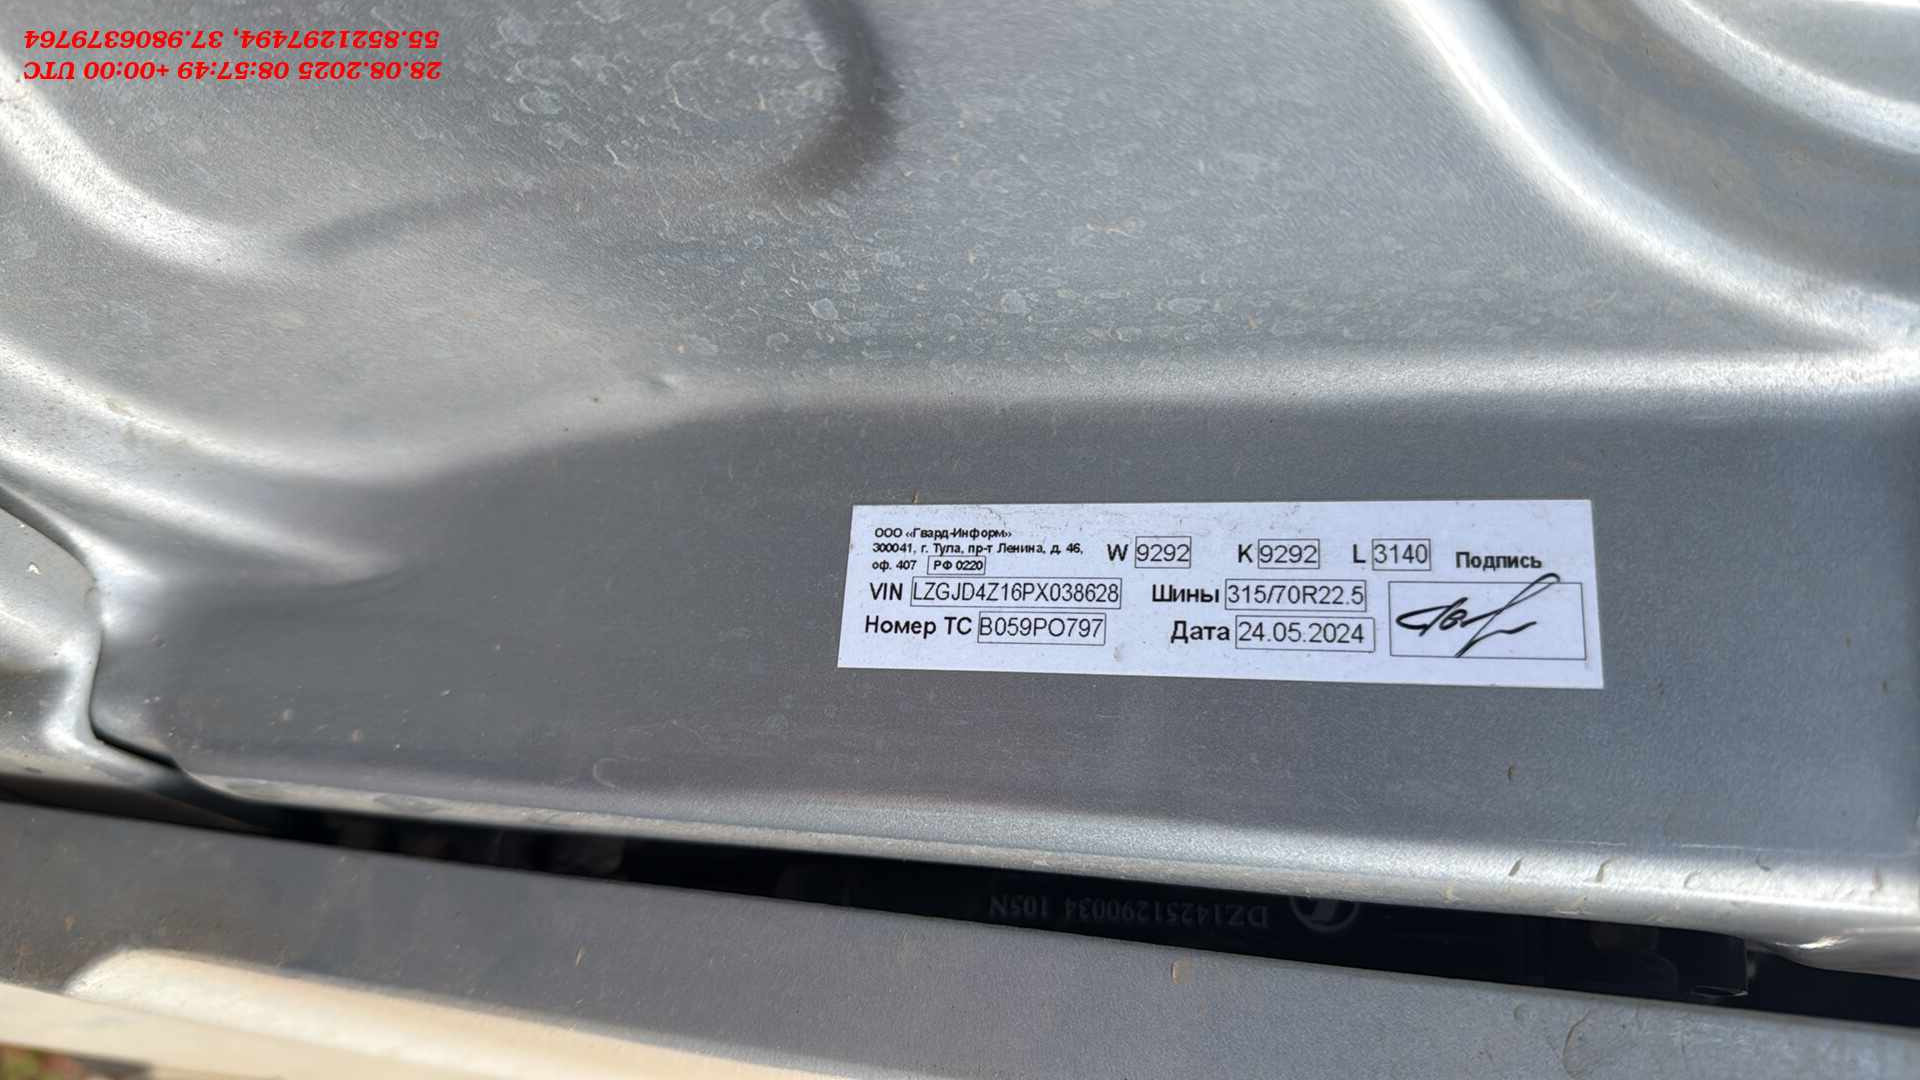 28.08.2025 08:57:49 +00:00 UTC
55.8521297494, 37.9806379764
ООО «Гвард-Информ»
300041, г. Тула, пр-т Ленина, д. 46,
оф. 407 РФ 0220
W 9292 K 9292 L 3140 Подпись
VIN LZGJD4Z16PX038628 Шины 315/70R22.5
Номер ТС В059РО797 Дата 24.05.2024
DZ14251290034 105N